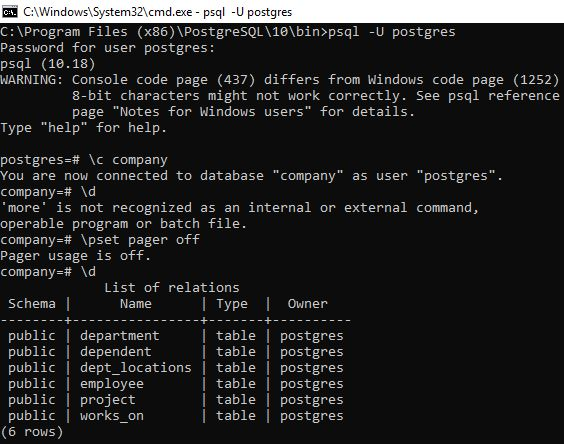 C:\Windows\System32\cmd.exe - psql  -U postgres
C:\Program Files (x86)\PostgreSQL\10\bin>psql -U postgres
Password for user postgres:
psql (10.18)
WARNING: Console code page (437) differs from Windows code page (1252)
         8-bit characters might not work correctly. See psql reference
         page "Notes for Windows users" for details.
Type "help" for help.
postgres=# \c company
You are now connected to database "company" as user "postgres".
company=# \d
'more' is not recognized as an internal or external command,
operable program or batch file.
company=# \pset pager off
Pager usage is off.
company=# \d
             List of relations
 Schema |      Name      | Type  |  Owner
--------+----------------+-------+----------
 public | department     | table | postgres
 public | dependent      | table | postgres
 public | dept_locations | table | postgres
 public | employee       | table | postgres
 public | project        | table | postgres
 public | works_on       | table | postgres
(6 rows)